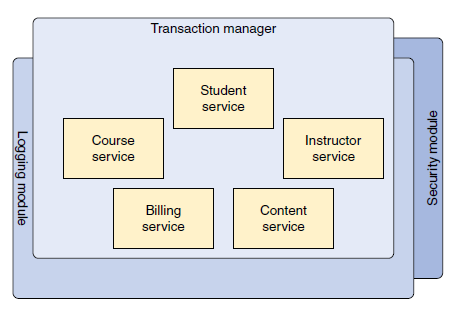 Transaction manager
Student
service
Course
service
Instructor
service
Billing
service
Content
service
Logging module
Security module